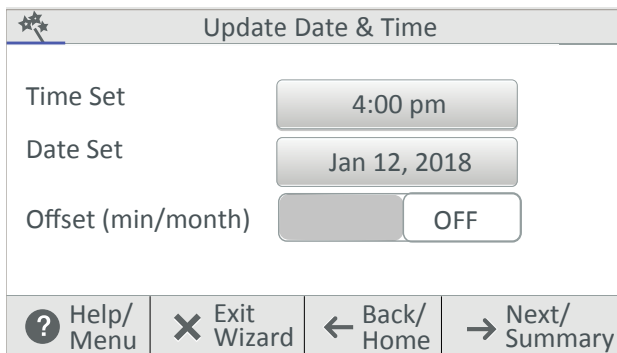 Update Date & Time
Time Set
4:00 pm
Date Set
Jan 12, 2018
Offset (min/month)
OFF
? Help/
Menu
Exit
Wizard
Back/
Home
Next/
Summary